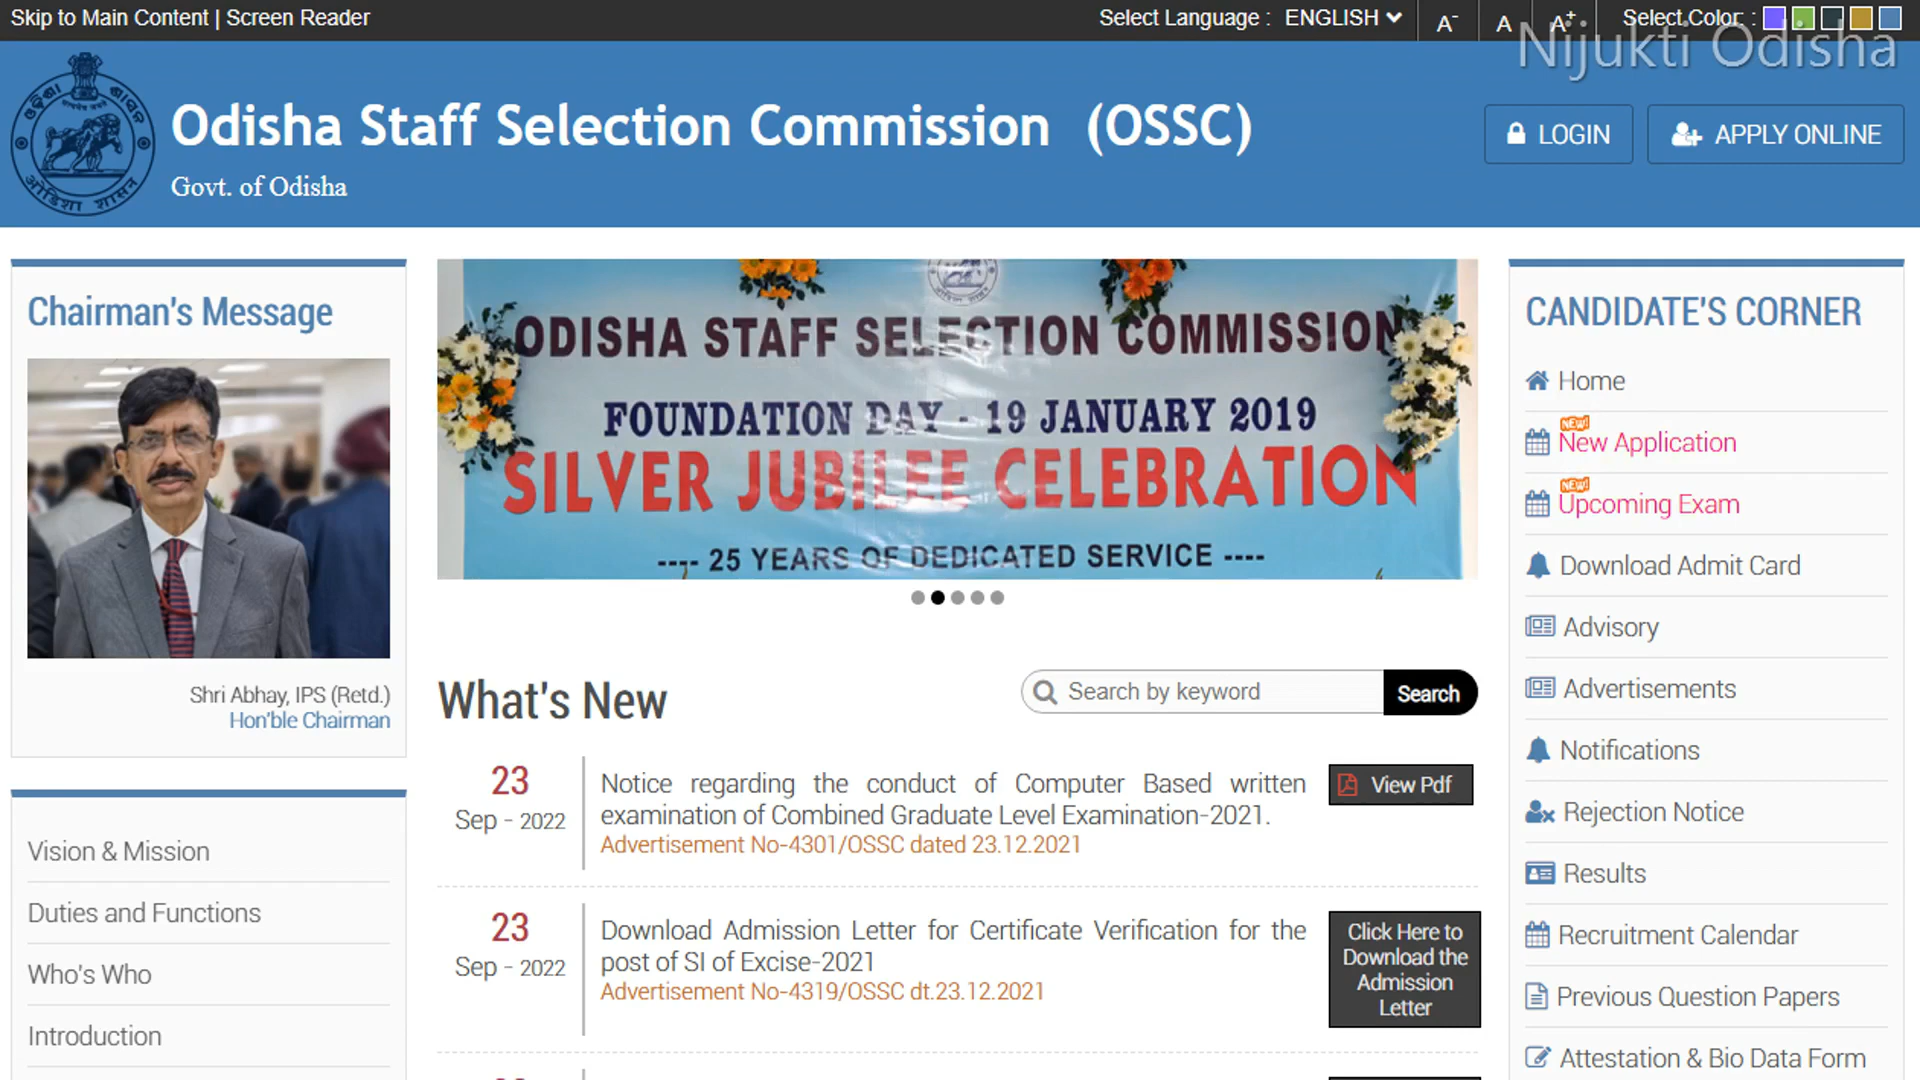 Skip to Main Content | Screen Reader
Select Language : ENGLISH
A-
A
A+
Select Color: :
Nijukti Odisha
Odisha Staff Selection Commission (OSSC)
Govt. of Odisha
LOGIN
APPLY ONLINE
Chairman's Message
Shri Abhay, IPS (Retd.)
Hon'ble Chairman
Vision & Mission
Duties and Functions
Who's Who
Introduction
ODISHA STAFF SELECTION COMMISSION
FOUNDATION DAY - 19 JANUARY 2019
SILVER JUBILEE CELEBRATION
---- 25 YEARS OF DEDICATED SERVICE ----
What's New
Search by keyword
Search
23
Sep - 2022
Notice regarding the conduct of Computer Based written
examination of Combined Graduate Level Examination-2021.
Advertisement No-4301/OSSC dated 23.12.2021
View Pdf
23
Sep - 2022
Download Admission Letter for Certificate Verification for the
post of SI of Excise-2021
Advertisement No-4319/OSSC dt.23.12.2021
Click Here to
Download the
Admission
Letter
CANDIDATE'S CORNER
Home
NEW!
New Application
NEW!
Upcoming Exam
Download Admit Card
Advisory
Advertisements
Notifications
Rejection Notice
Results
Recruitment Calendar
Previous Question Papers
Attestation & Bio Data Form